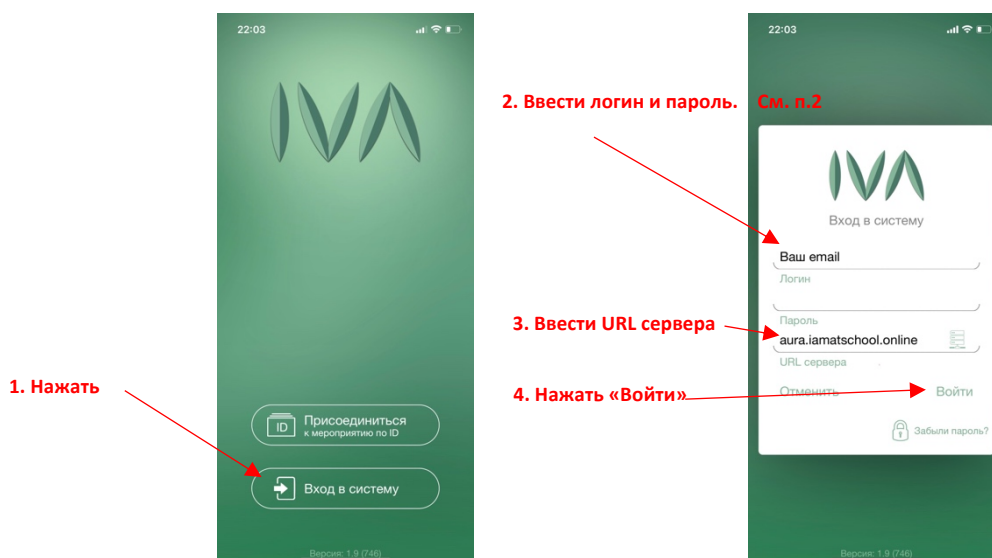 22:03
IVA
ID
Присоединиться
к мероприятию по ID
Вход в систему
Версия: 1.9 (746)
1. Нажать
2. Ввести логин и пароль. См. п.2
3. Ввести URL сервера
4. Нажать «Войти»
22:03
IVA
Вход в систему
Ваш email
Логин
Пароль
aura.iamatschool.online
URL сервера
Отменить Войти
Забыли пароль?
Версия: 1.9 (746)